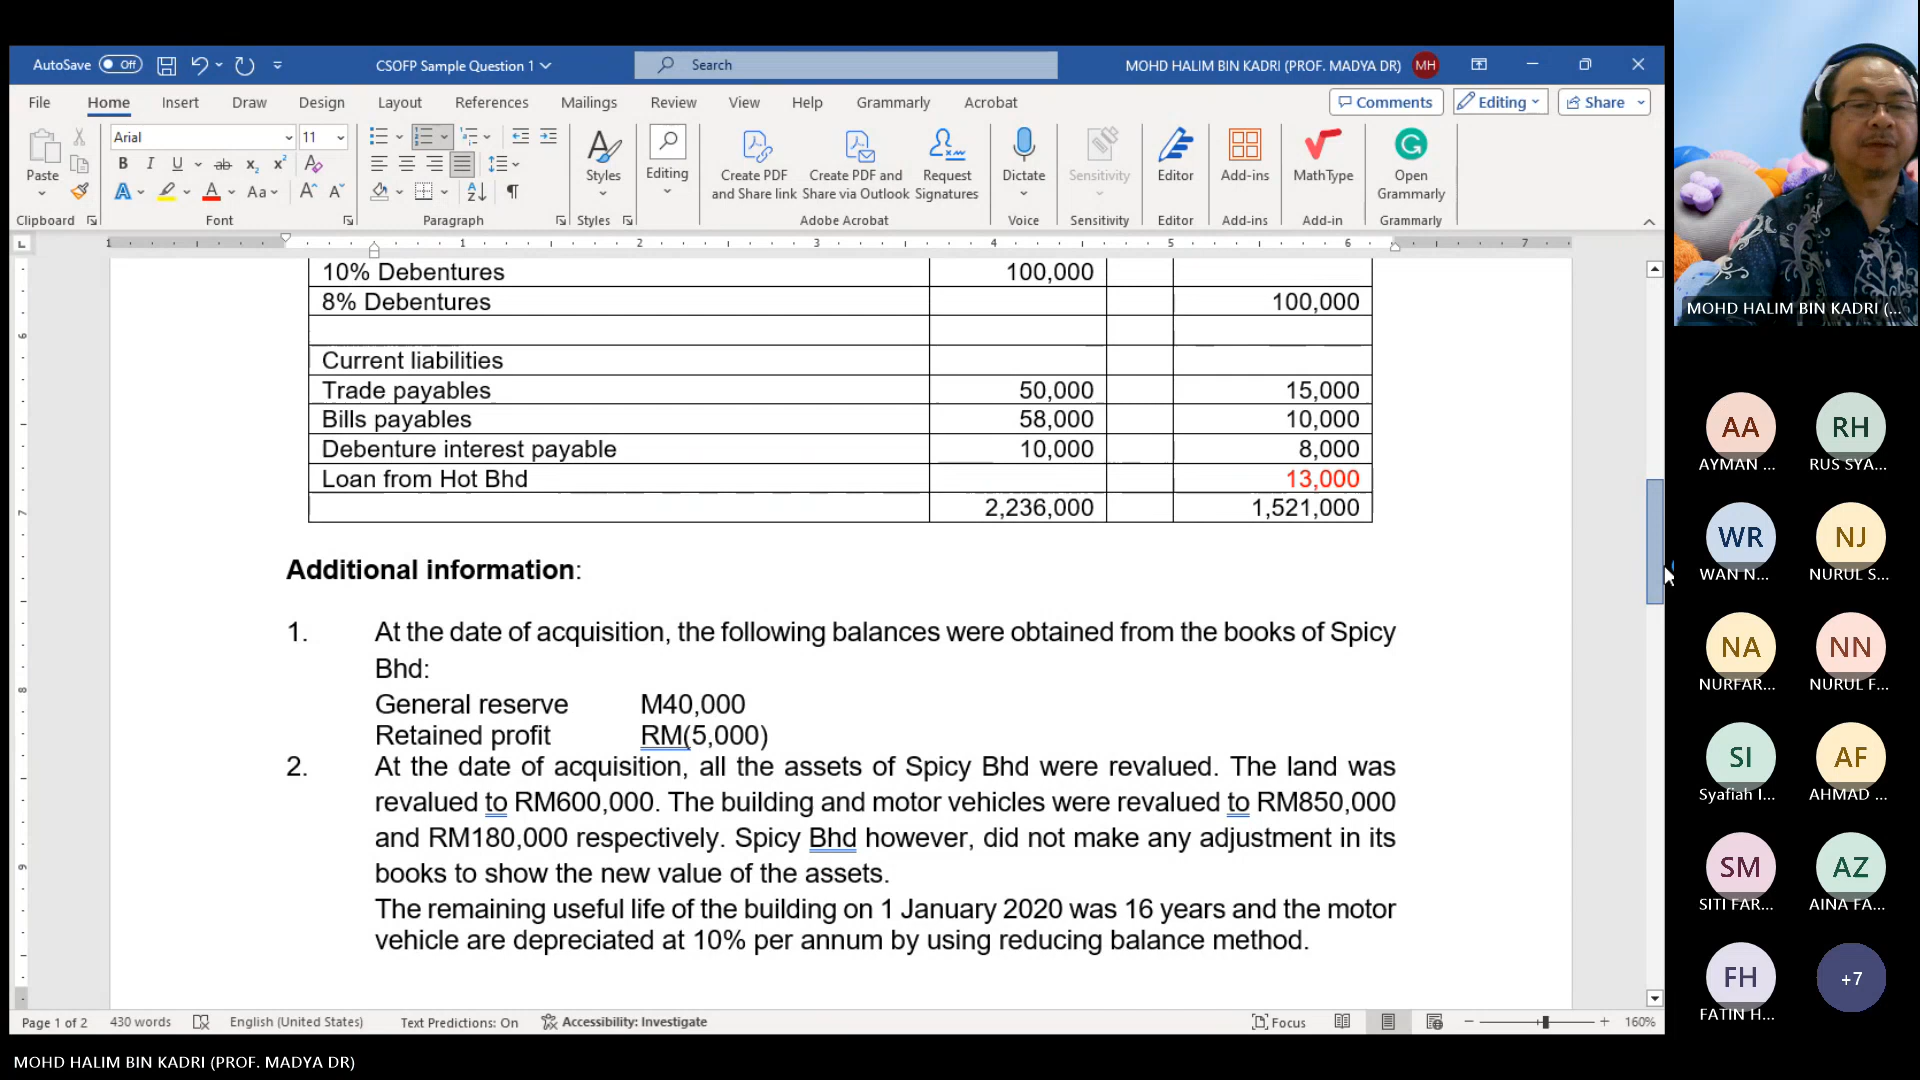 AutoSave Off CSOFP Sample Question 1 Search MOHD HALIM BIN KADRI (PROF. MADYA DR) MH
File Home Insert Draw Design Layout References Mailings Review View Help Grammarly Acrobat Comments Editing Share
Paste Arial 11 Styles Editing Create PDF and Share link Create PDF and Share via Outlook Request Signatures Dictate Sensitivity Editor Add-ins MathType Open Grammarly
Clipboard Font Paragraph Styles Adobe Acrobat Voice Sensitivity Editor Add-ins Add-in Grammarly
1 1 2 3 4 5 6 7
10% Debentures 100,000
8% Debentures 100,000
Current liabilities
Trade payables 50,000 15,000
Bills payables 58,000 10,000
Debenture interest payable 10,000 8,000
Loan from Hot Bhd 13,000
2,236,000 1,521,000
Additional information:
1. At the date of acquisition, the following balances were obtained from the books of Spicy
Bhd:
General reserve M40,000
Retained profit RM(5,000)
2. At the date of acquisition, all the assets of Spicy Bhd were revalued. The land was
revalued to RM600,000. The building and motor vehicles were revalued to RM850,000
and RM180,000 respectively. Spicy Bhd however, did not make any adjustment in its
books to show the new value of the assets.
The remaining useful life of the building on 1 January 2020 was 16 years and the motor
vehicle are depreciated at 10% per annum by using reducing balance method.
Page 1 of 2 430 words English (United States) Text Predictions: On Accessibility: Investigate Focus 160%
MOHD HALIM BIN KADRI (PROF. MADYA DR)
MOHD HALIM BIN KADRI (...
AA RH
AYMAN ... RUS SYA...
WR NJ
WAN N... NURUL S...
NA NN
NURFAR... NURUL F...
SI AF
Syafiah I... AHMAD ...
SM AZ
SITI FAR... AINA FA...
FH +7
FATIN H...